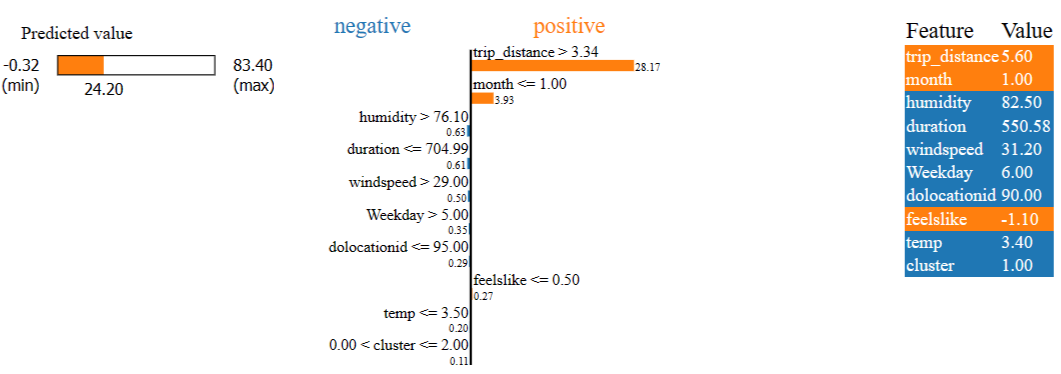 Predicted value
-0.32
(min)
24.20
83.40
(max)
negative
positive
trip_distance > 3.34
28.17
month <= 1.00
3.93
humidity > 76.10
0.63
duration <= 704.99
0.61
windspeed > 29.00
0.50
Weekday > 5.00
0.35
dolocationid <= 95.00
0.29
feelslike <= 0.50
0.27
temp <= 3.50
0.20
0.00 < cluster <= 2.00
0.11
Feature Value
trip_distance 5.60
month 1.00
humidity 82.50
duration 550.58
windspeed 31.20
Weekday 6.00
dolocationid 90.00
feelslike -1.10
temp 3.40
cluster 1.00